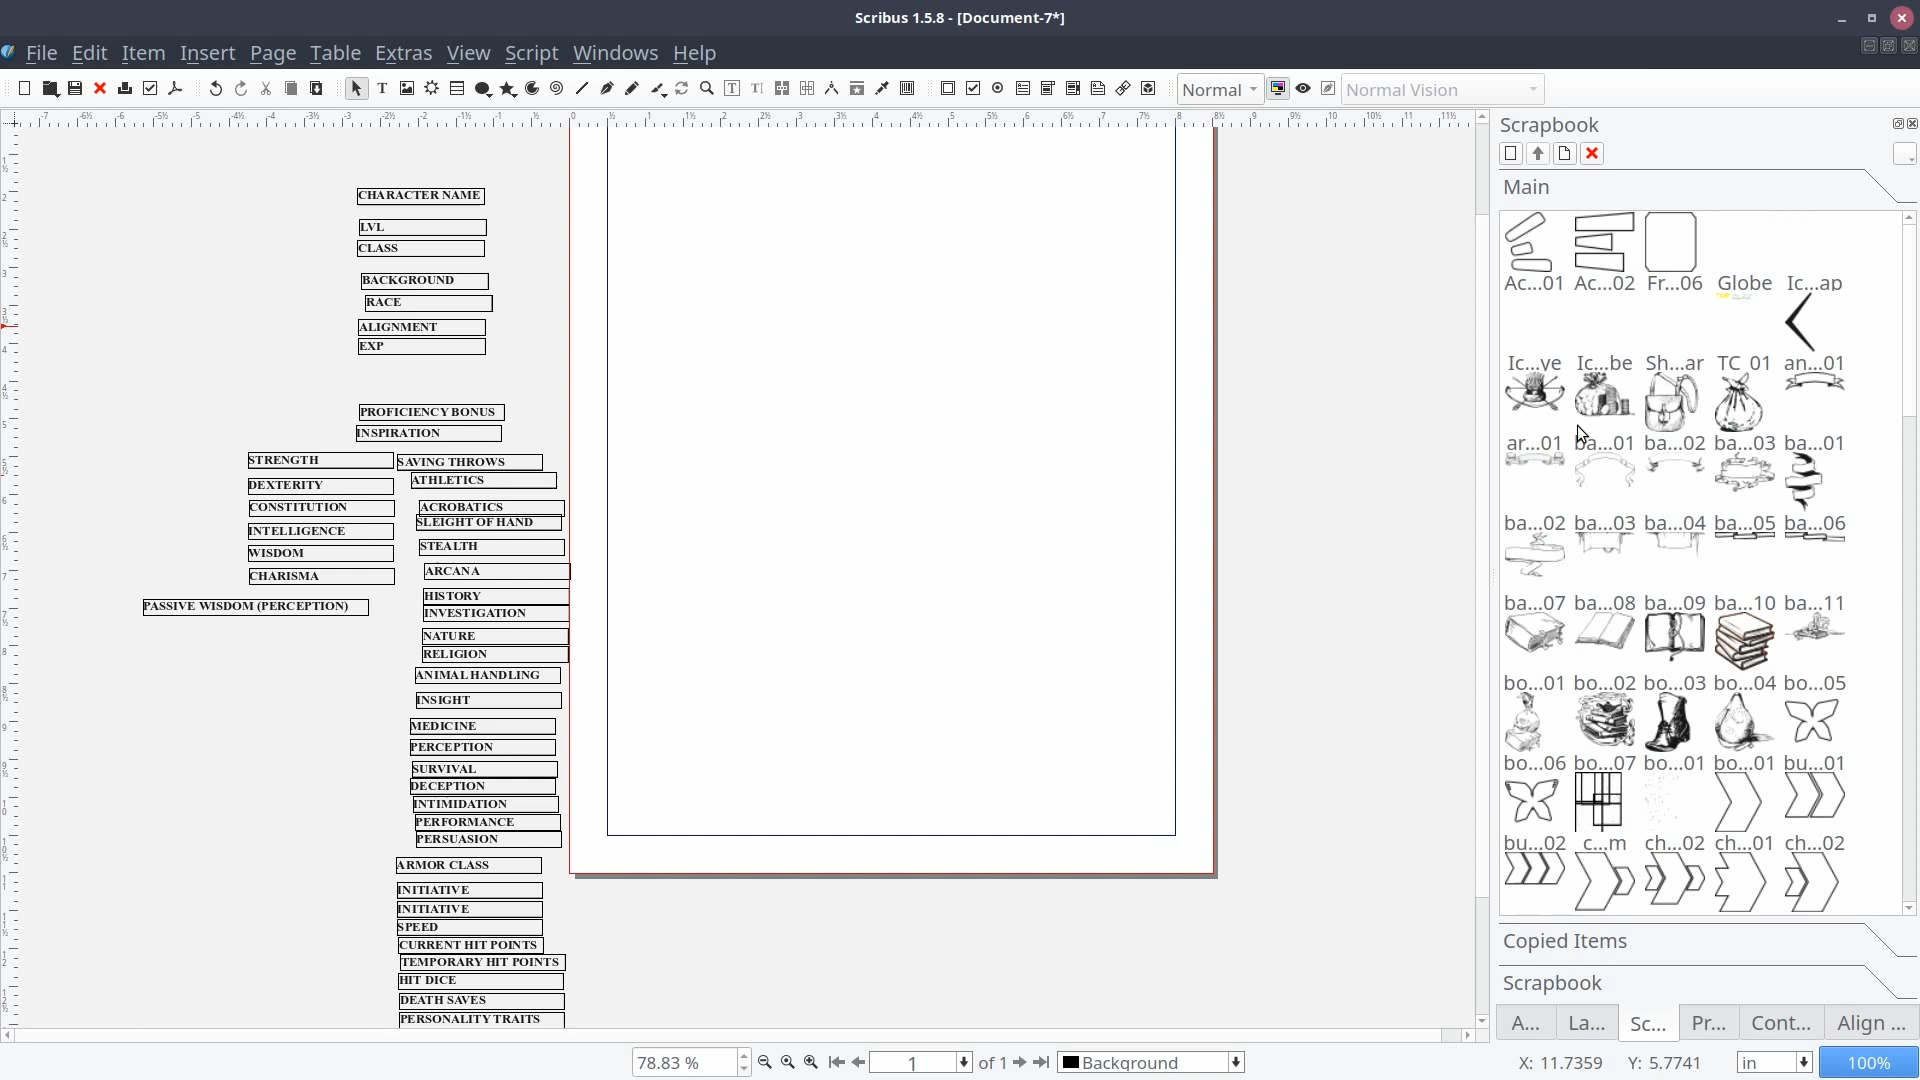 Scribus 1.5.8 - [Document-7*]
File Edit Item Insert Page Table Extras View Script Windows Help
Normal Normal Vision
Scrapbook
Main
CHARACTER NAME
LVL
CLASS
BACKGROUND
RACE
ALIGNMENT
EXP
PROFICIENCY BONUS
INSPIRATION
STRENGTH
DEXTERITY
CONSTITUTION
INTELLIGENCE
WISDOM
CHARISMA
PASSIVE WISDOM (PERCEPTION)
SAVING THROWS
ATHLETICS
ACROBATICS
SLEIGHT OF HAND
STEALTH
ARCANA
HISTORY
INVESTIGATION
NATURE
RELIGION
ANIMAL HANDLING
INSIGHT
MEDICINE
PERCEPTION
SURVIVAL
DECEPTION
INTIMIDATION
PERFORMANCE
PERSUASION
ARMOR CLASS
INITIATIVE
INITIATIVE
SPEED
CURRENT HIT POINTS
TEMPORARY HIT POINTS
HIT DICE
DEATH SAVES
PERSONALITY TRAITS
Ac...01 Ac...02 Fr...06 Globe Ic...ap
Ic...ye Ic...be Sh...ar TC_01 an...01
ar...01 ba...01 ba...02 ba...03 ba...01
ba...02 ba...03 ba...04 ba...05 ba...06
ba...07 ba...08 ba...09 ba...10 ba...11
bo...01 bo...02 bo...03 bo...04 bo...05
bo...06 bo...07 bo...01 bo...01 bu...01
bu...02 c...m ch...02 ch...01 ch...02
Copied Items
Scrapbook
A... La... Sc... Pr... Cont... Align ...
78.83 % 1 of 1 Background X: 11.7359 Y: 5.7741 in 100%